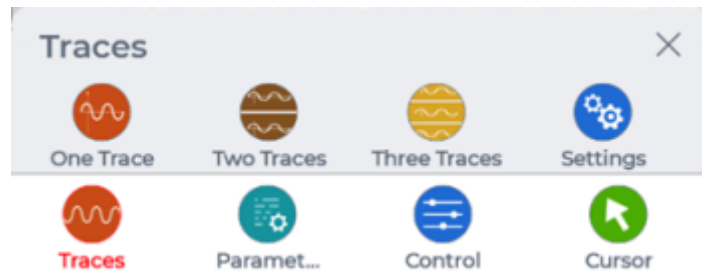 Traces
One Trace Two Traces Three Traces Settings
Traces Paramet... Control Cursor